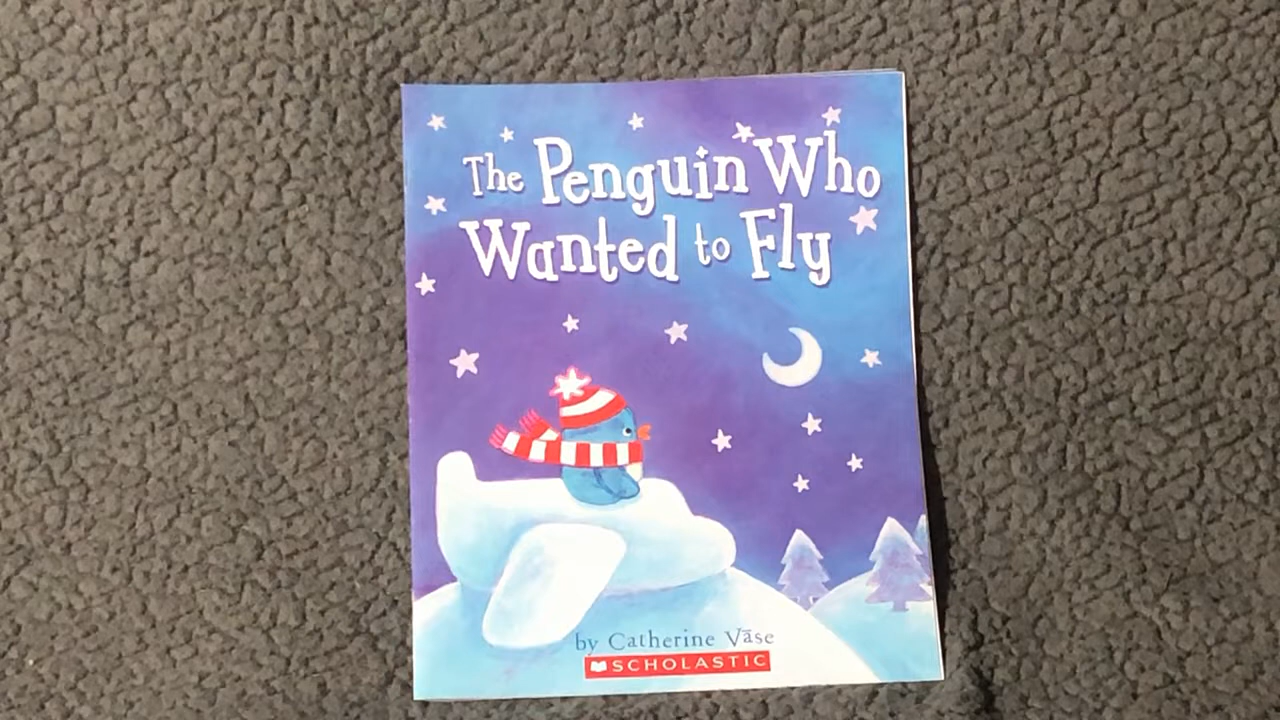 The Penguin Who
Wanted to Fly
by Catherine Vāse
SCHOLASTIC